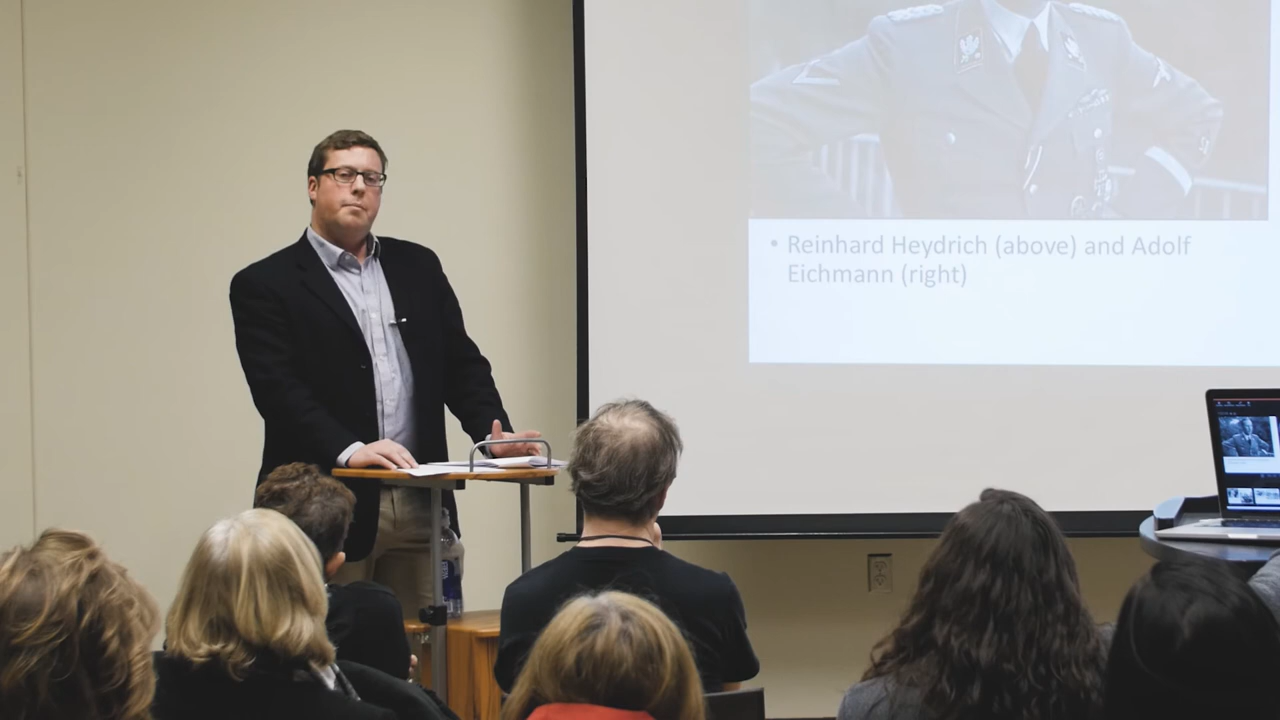 • Reinhard Heydrich (above) and Adolf
Eichmann (right)